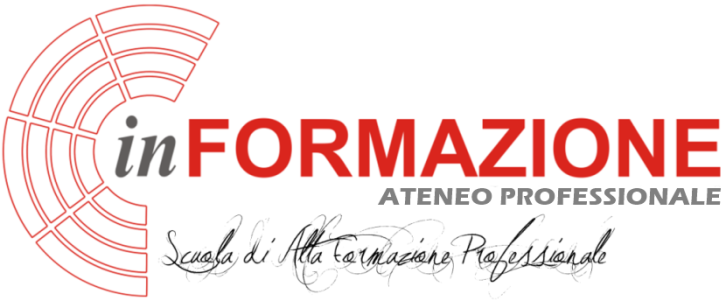 inFORMAZIONE
ATENEO PROFESSIONALE
Scuola di Alta Formazione Professionale